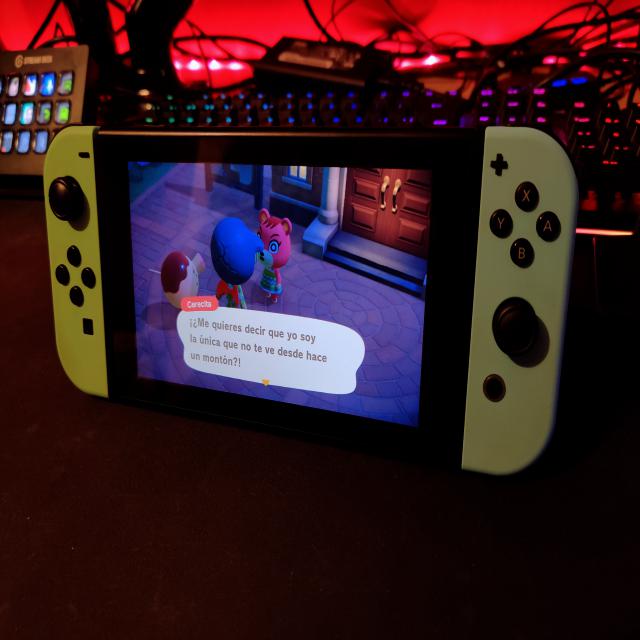 Cerecita
¡¿Me quieres decir que yo soy
la única que no te ve desde hace
un montón?!
X
Y
A
B